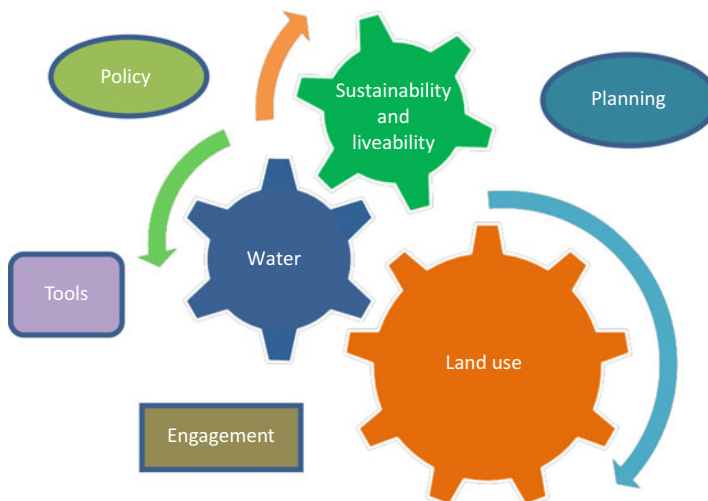 Policy
Sustainability
and
liveability
Planning
Water
Tools
Land use
Engagement